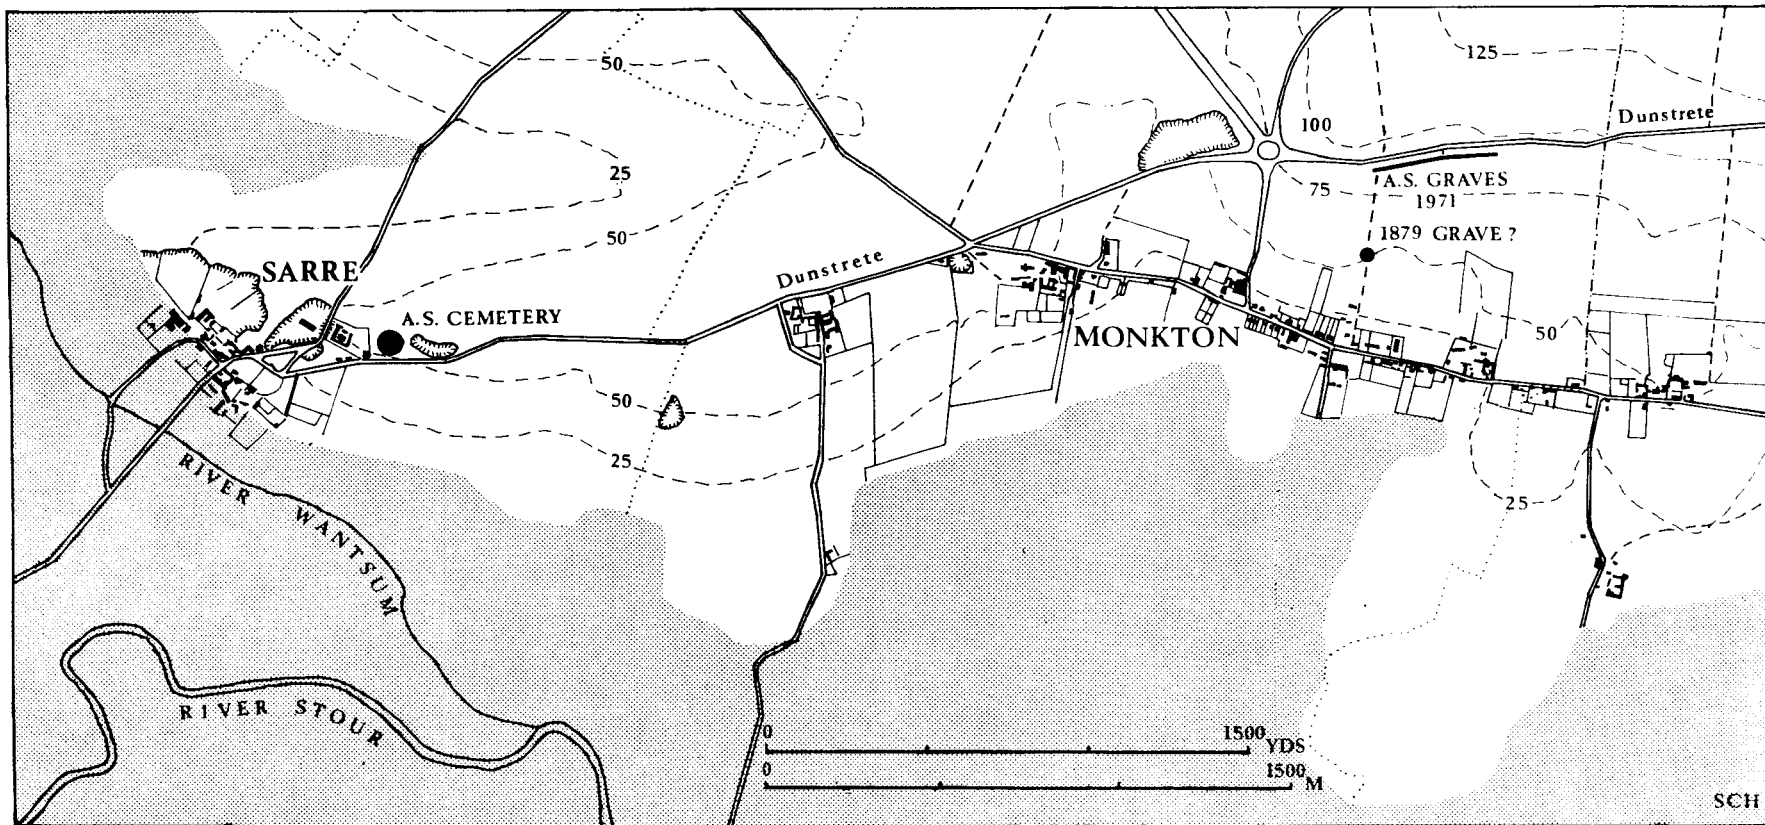 125
50
100
Dunstrete
25
75
A.S. GRAVES
1971
50
1879 GRAVE ?
SARRE
Dunstrete
A.S. CEMETERY
MONKTON
50
50
25
25
RIVER WANTSUM
RIVER STOUR
0 1500 YDS
0 1500 M
SCH